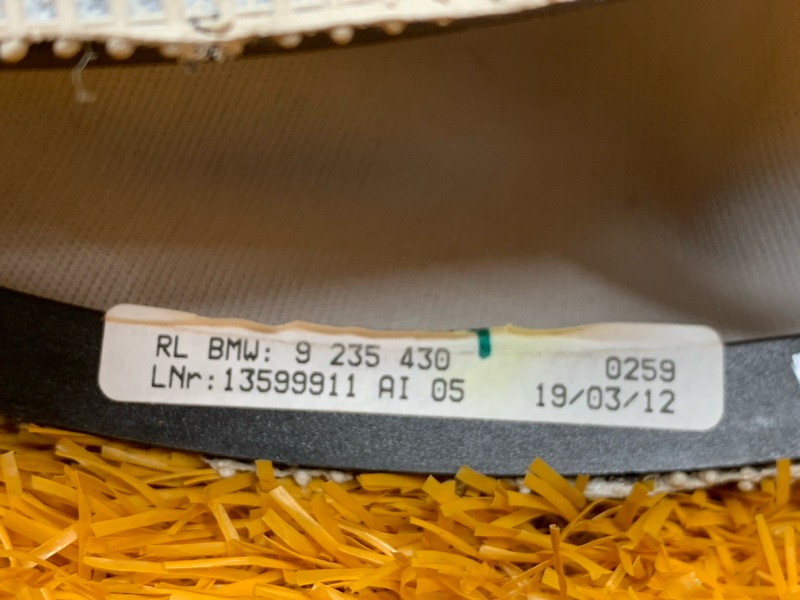 RL BMW: 9 235 430 0259
LNr:13599911 AI 05 19/03/12